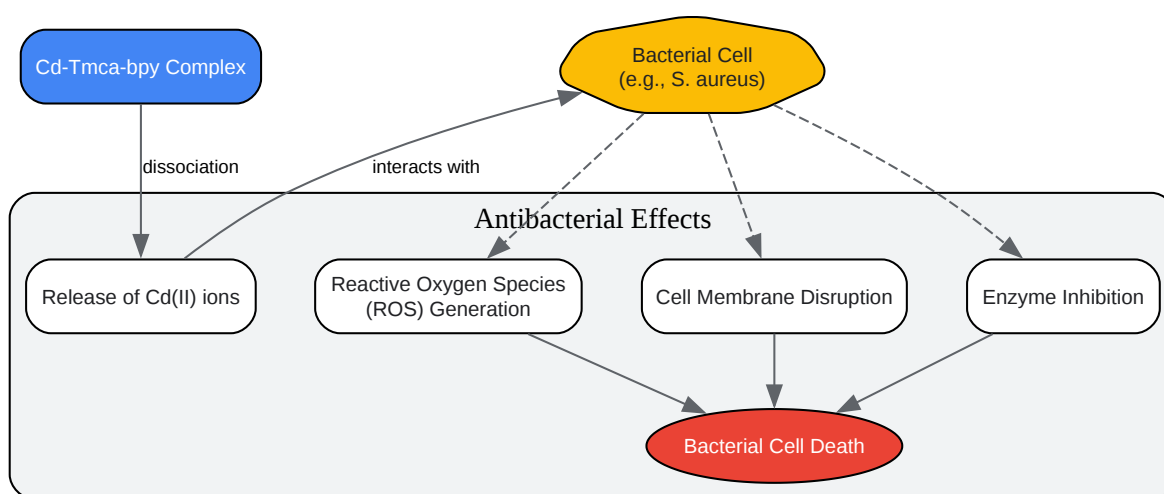 Cd-Tmca-bpy Complex
Bacterial Cell
(e.g., S. aureus)
dissociation
interacts with
Antibacterial Effects
Release of Cd(II) ions
Reactive Oxygen Species
(ROS) Generation
Cell Membrane Disruption
Enzyme Inhibition
Bacterial Cell Death